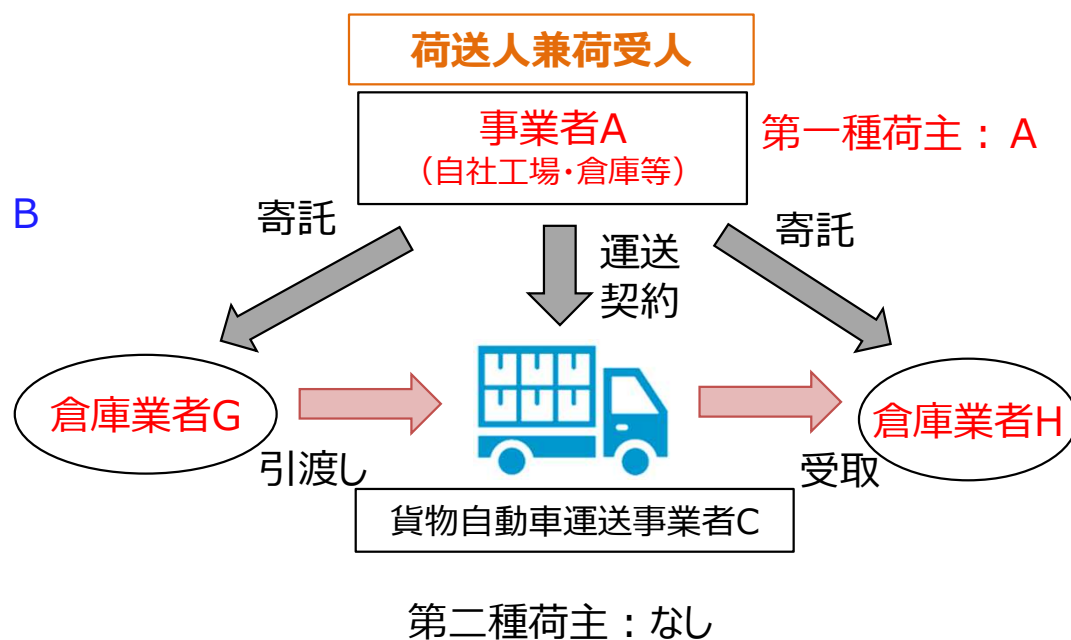 荷送人兼荷受人
事業者A
（自社工場・倉庫等）
第一種荷主：A
B
寄託
運送
契約
寄託
倉庫業者G
引渡し
受取
倉庫業者H
貨物自動車運送事業者C
第二種荷主：なし